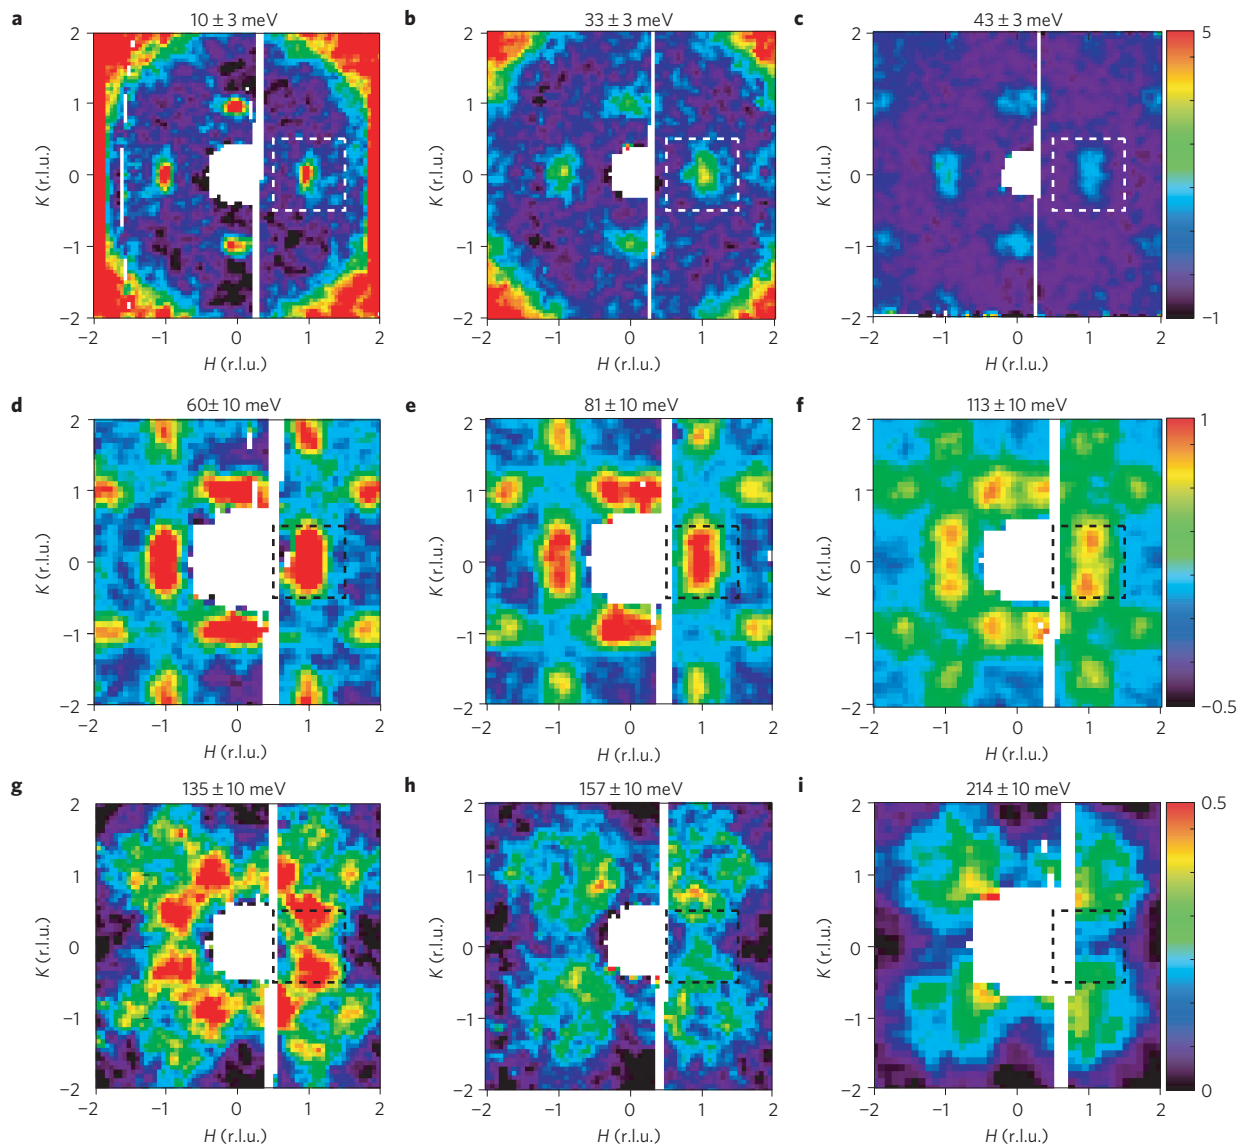 a 10 ± 3 meV
b 33 ± 3 meV
c 43 ± 3 meV
2 1 0 −1 −2
K (r.l.u.)
−2 −1 0 1 2
H (r.l.u.)
2 1 0 −1 −2
K (r.l.u.)
−2 −1 0 1 2
H (r.l.u.)
2 1 0 −1 −2
K (r.l.u.)
−2 −1 0 1 2
H (r.l.u.)
5
−1
d 60± 10 meV
e 81 ± 10 meV
f 113 ± 10 meV
2 1 0 −1 −2
K (r.l.u.)
−2 −1 0 1 2
H (r.l.u.)
2 1 0 −1 −2
K (r.l.u.)
−2 −1 0 1 2
H (r.l.u.)
2 1 0 −1 −2
K (r.l.u.)
−2 −1 0 1 2
H (r.l.u.)
1
−0.5
g 135 ± 10 meV
h 157 ± 10 meV
i 214 ± 10 meV
2 1 0 −1 −2
K (r.l.u.)
−2 −1 0 1 2
H (r.l.u.)
2 1 0 −1 −2
K (r.l.u.)
−2 −1 0 1 2
H (r.l.u.)
2 1 0 −1 −2
K (r.l.u.)
−2 −1 0 1 2
H (r.l.u.)
0.5
0